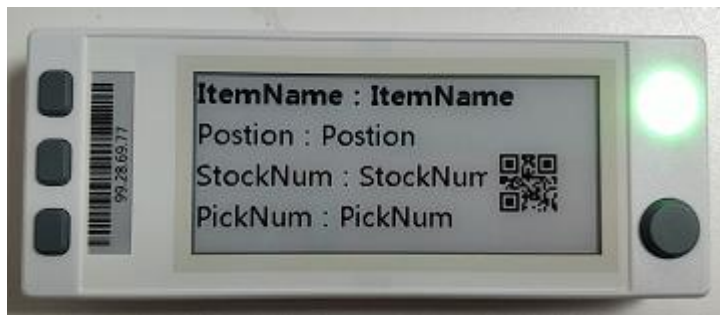 ItemName : ItemName
Postion : Postion
StockNum : StockNum
PickNum : PickNum
99.28.69.77